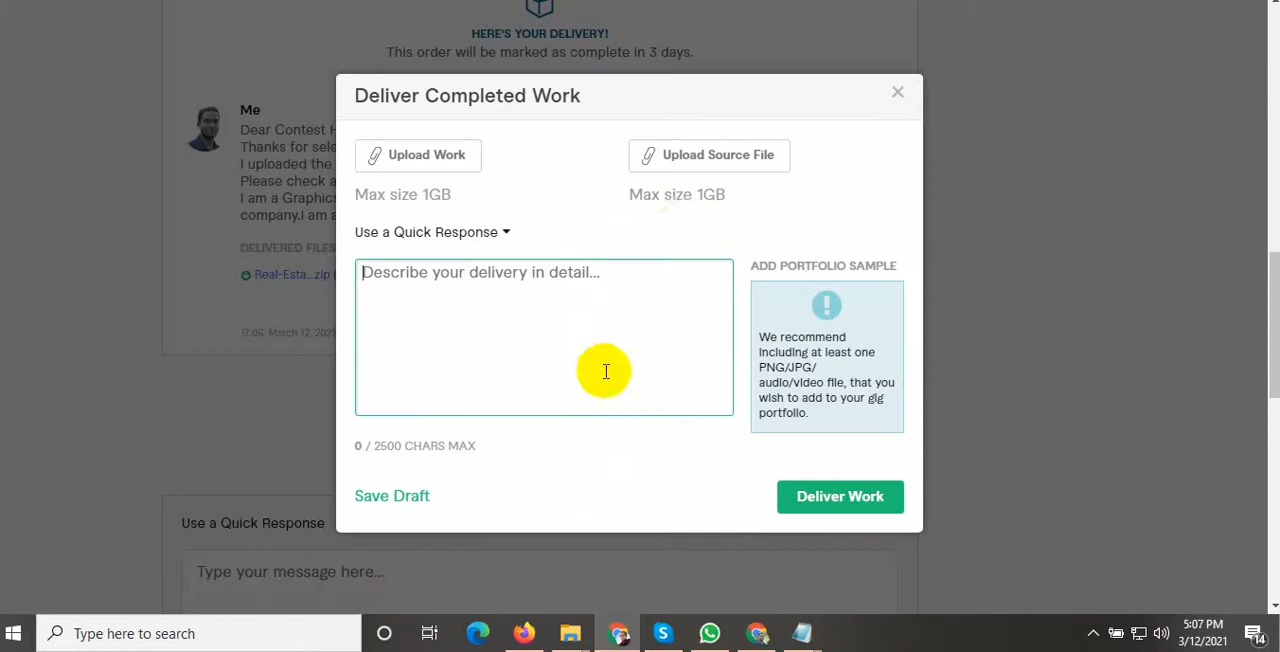 HERE'S YOUR DELIVERY!
This order will be marked as complete in 3 days.
Deliver Completed Work
Me
Dear Contest H
Thanks for sele
I uploaded the
Please check a
I am a Graphics
company.I am a
DELIVERED FILES
Real-Esta...zip
17:06, March 12, 2021
Upload Work
Upload Source File
Max size 1GB
Max size 1GB
Use a Quick Response
Describe your delivery in detail...
ADD PORTFOLIO SAMPLE
We recommend
including at least one
PNG/JPG/
audio/video file, that you
wish to add to your gig
portfolio.
0 / 2500 CHARS MAX
Save Draft
Deliver Work
Use a Quick Response
Type your message here...
Type here to search
5:07 PM
3/12/2021
14